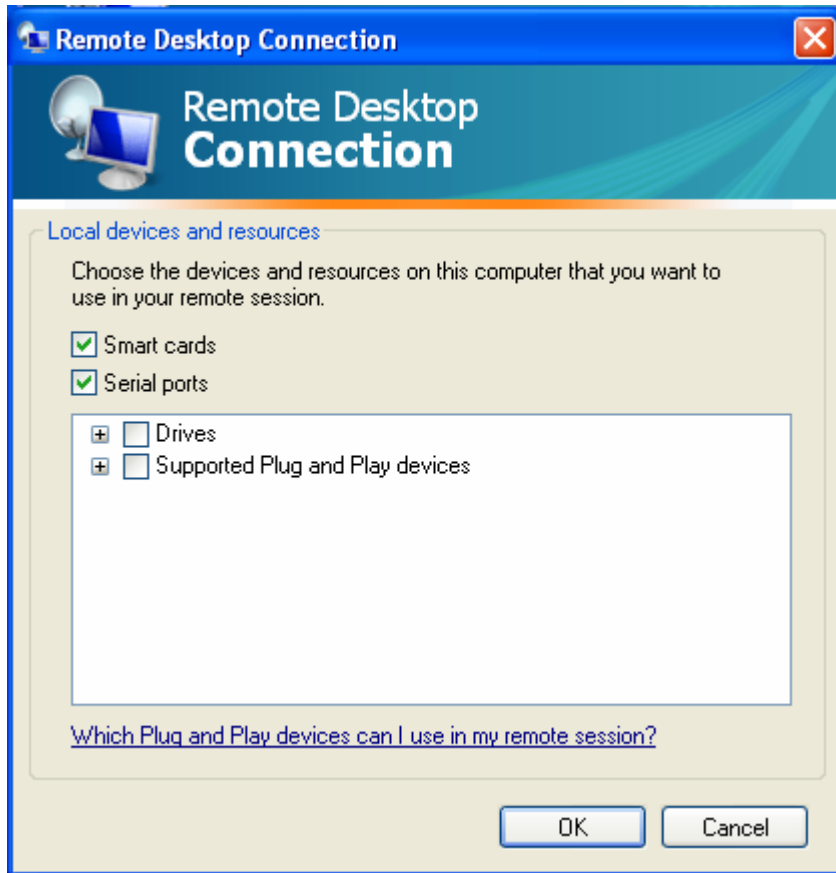 Remote Desktop Connection
Remote Desktop
Connection
Local devices and resources
Choose the devices and resources on this computer that you want to
use in your remote session.
Smart cards
Serial ports
Drives
Supported Plug and Play devices
Which Plug and Play devices can I use in my remote session?
OK Cancel